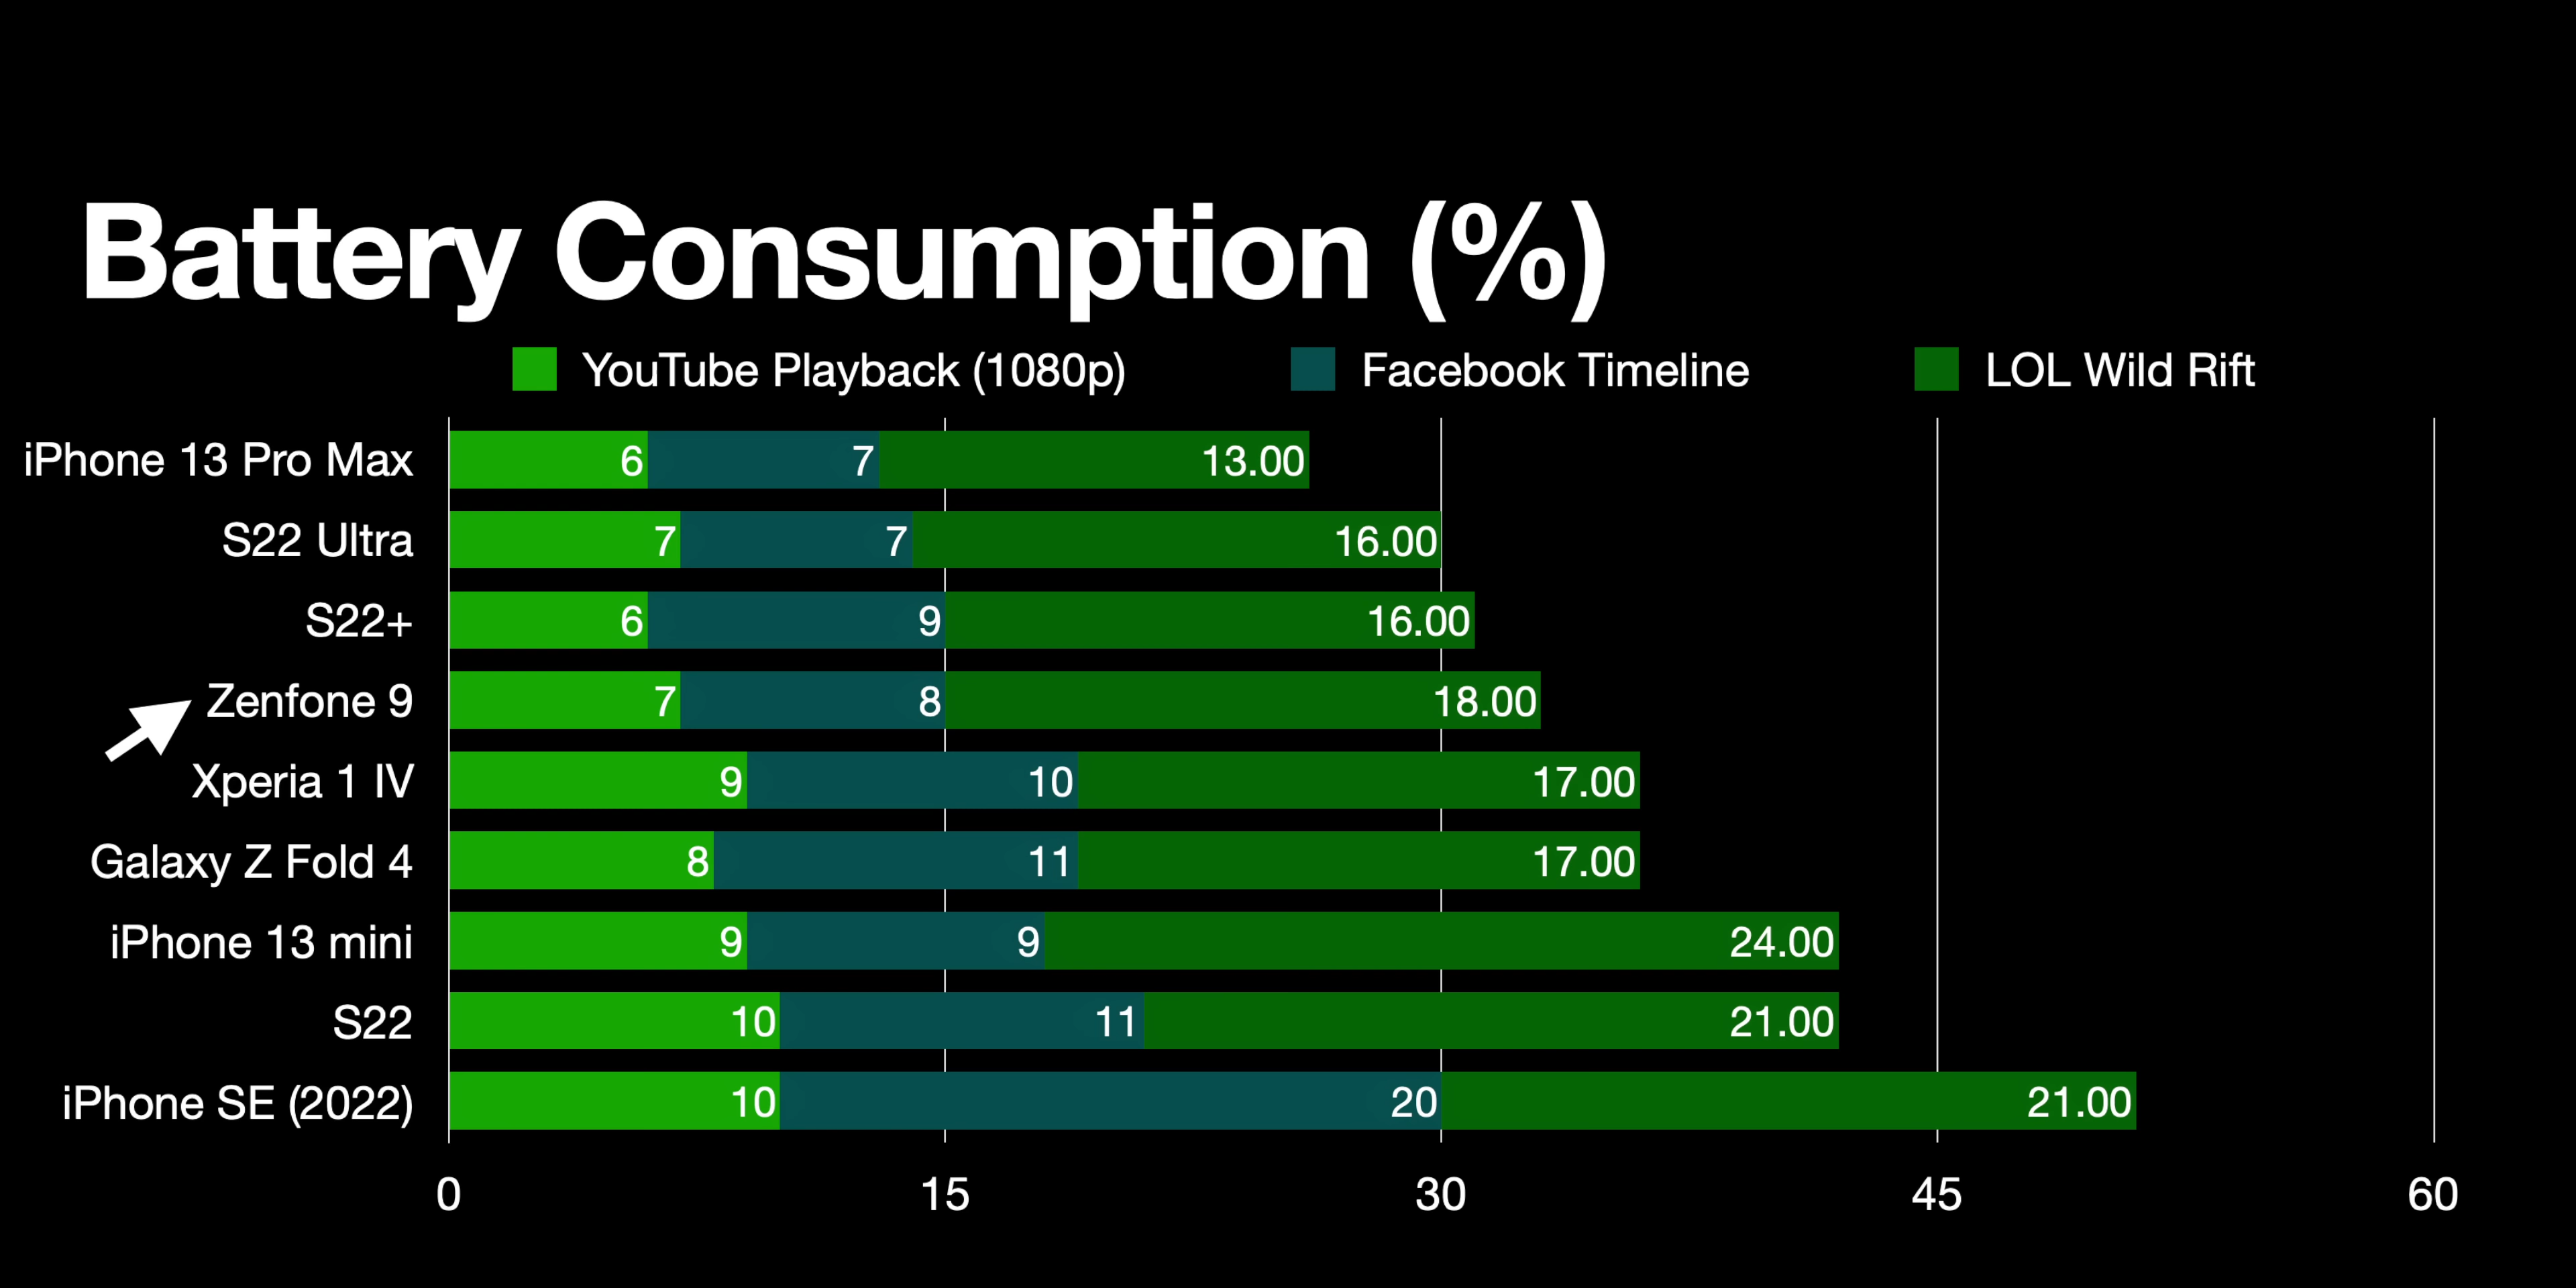 Battery Consumption (%)
YouTube Playback (1080p) Facebook Timeline LOL Wild Rift
iPhone 13 Pro Max 6 7 13.00
S22 Ultra 7 7 16.00
S22+ 6 9 16.00
Zenfone 9 7 8 18.00
Xperia 1 IV 9 10 17.00
Galaxy Z Fold 4 8 11 17.00
iPhone 13 mini 9 9 24.00
S22 10 11 21.00
iPhone SE (2022) 10 20 21.00
0 15 30 45 60